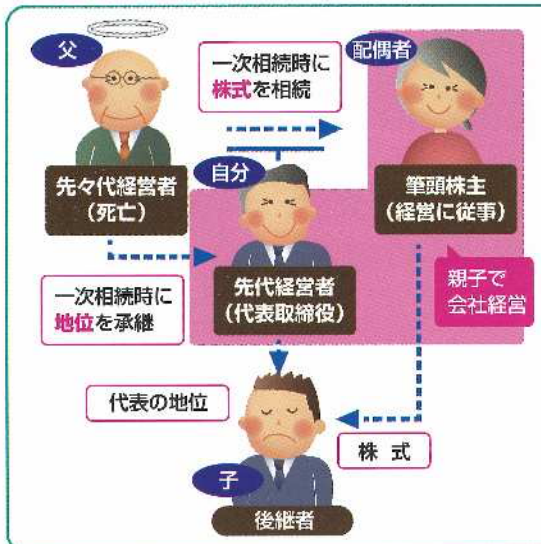 父
一次相続時に
株式を相続
配偶者
先々代経営者
（死亡）
自分
筆頭株主
（経営に従事）
一次相続時に
地位を承継
先代経営者
（代表取締役）
親子で
会社経営
代表の地位
株 式
子
後継者